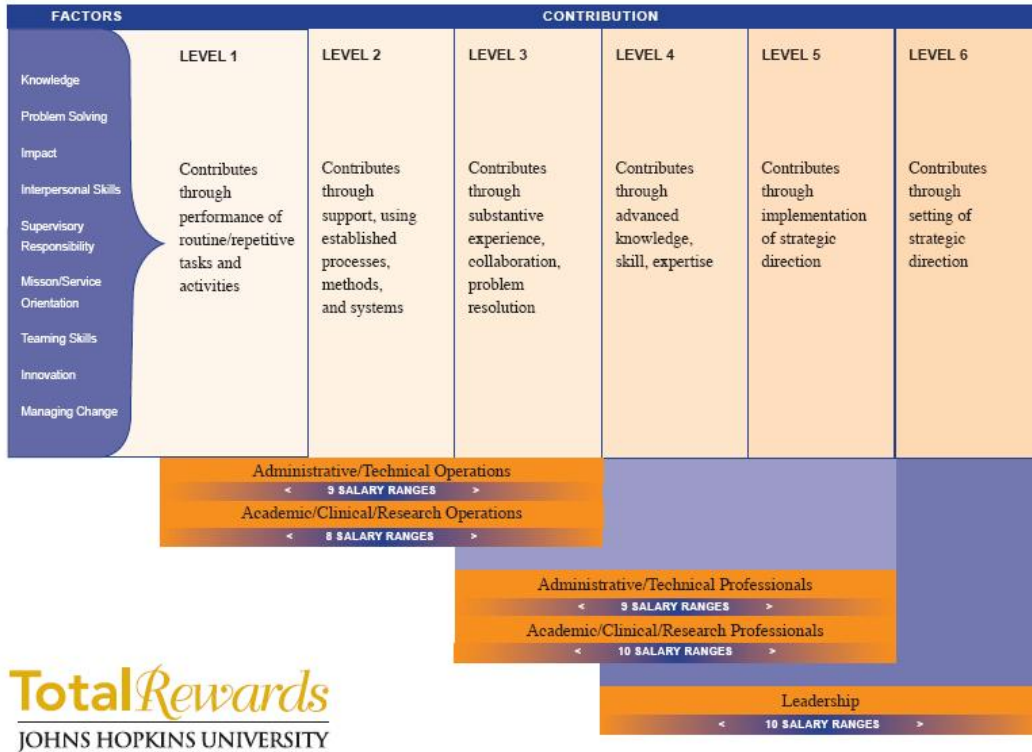 FACTORS
CONTRIBUTION
Knowledge
Problem Solving
Impact
Interpersonal Skills
Supervisory
Responsibility
Misson/Service
Orientation
Teaming Skills
Innovation
Managing Change
LEVEL 1
Contributes
through
performance of
routine/repetitive
tasks and
activities
LEVEL 2
Contributes
through
support, using
established
processes,
methods,
and systems
LEVEL 3
Contributes
through
substantive
experience,
collaboration,
problem
resolution
LEVEL 4
Contributes
through
advanced
knowledge,
skill, expertise
LEVEL 5
Contributes
through
implementation
of strategic
direction
LEVEL 6
Contributes
through
setting of
strategic
direction
Administrative/Technical Operations
< 9 SALARY RANGES >
Academic/Clinical/Research Operations
< 8 SALARY RANGES >
Administrative/Technical Professionals
< 9 SALARY RANGES >
Academic/Clinical/Research Professionals
< 10 SALARY RANGES >
Leadership
< 10 SALARY RANGES >
Total Rewards
JOHNS HOPKINS UNIVERSITY